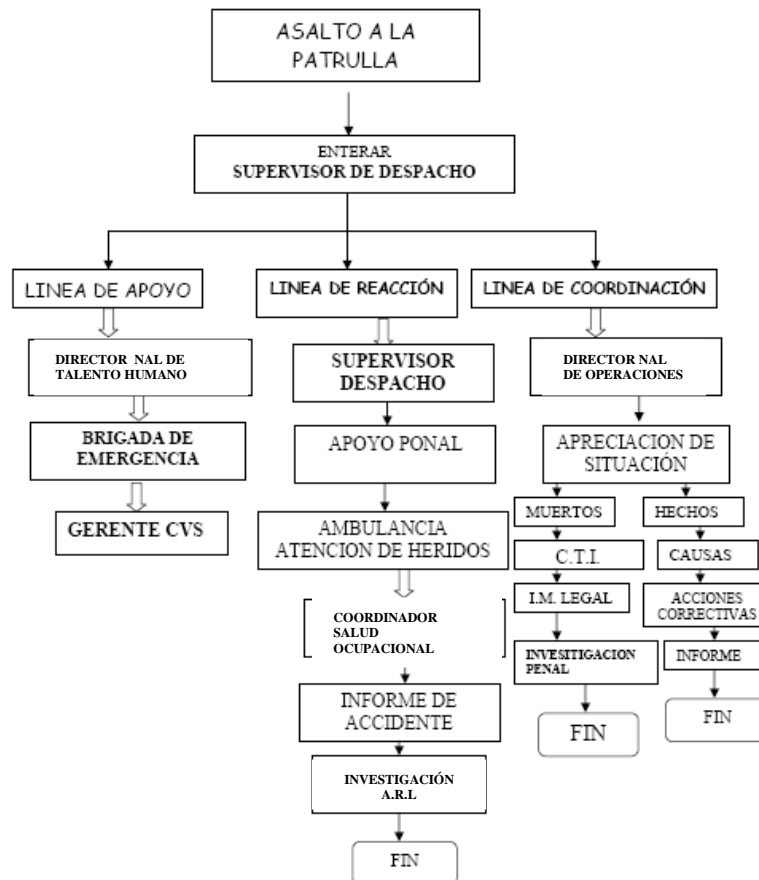 ASALTO A LA
PATRULLA
ENTERAR
SUPERVISOR DE DESPACHO
LINEA DE APOYO
DIRECTOR NAL DE
TALENTO HUMANO
BRIGADA DE
EMERGENCIA
GERENTE CVS
LINEA DE REACCIÓN
SUPERVISOR
DESPACHO
APOYO PONAL
AMBULANCIA
ATENCION DE HERIDOS
COORDINADOR
SALUD
OCUPACIONAL
INFORME DE
ACCIDENTE
INVESTIGACIÓN
A.R.L
FIN
LINEA DE COORDINACIÓN
DIRECTOR NAL
DE OPERACIONES
APRECIACION DE
SITUACIÓN
MUERTOS
C.T.I.
I.M. LEGAL
INVESITIGACION
PENAL
FIN
HECHOS
CAUSAS
ACCIONES
CORRECTIVAS
INFORME
FIN